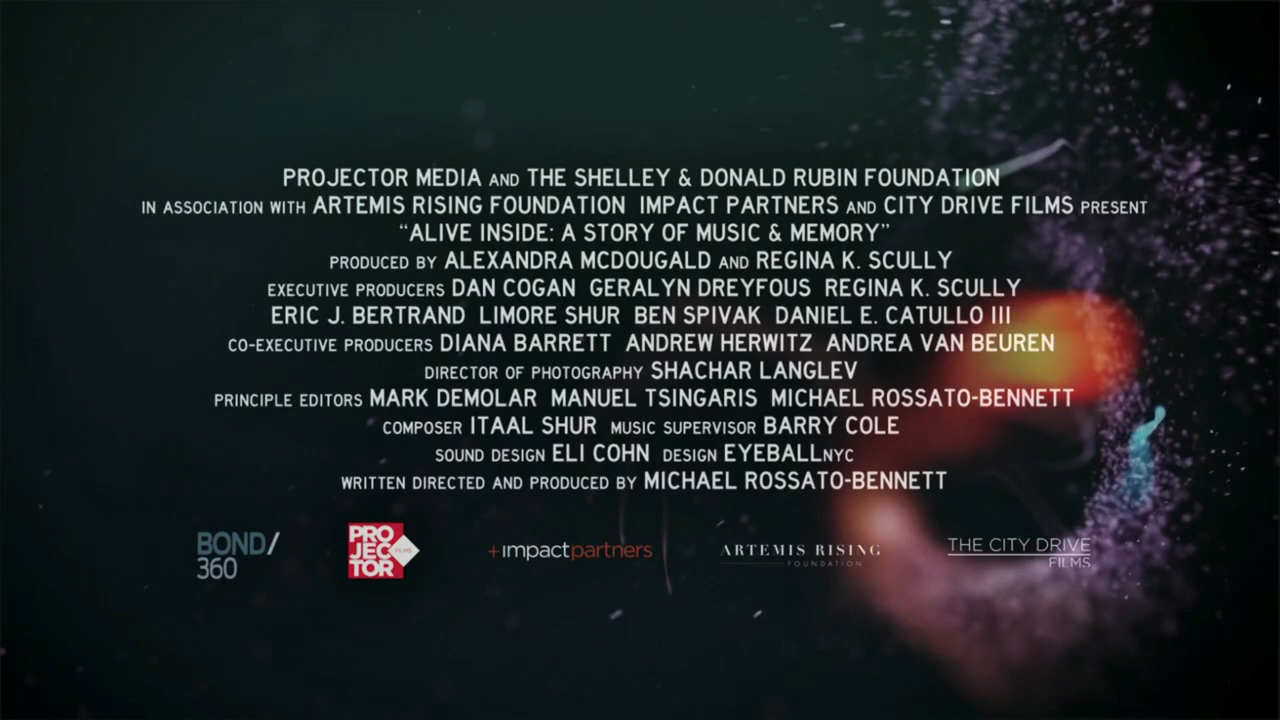 PROJECTOR MEDIA AND THE SHELLEY & DONALD RUBIN FOUNDATION
IN ASSOCIATION WITH ARTEMIS RISING FOUNDATION IMPACT PARTNERS AND CITY DRIVE FILMS PRESENT
“ALIVE INSIDE: A STORY OF MUSIC & MEMORY”
PRODUCED BY ALEXANDRA MCDOUGALD AND REGINA K. SCULLY
EXECUTIVE PRODUCERS DAN COGAN GERALYN DREYFOUS REGINA K. SCULLY
ERIC J. BERTRAND LIMORE SHUR BEN SPIVAK DANIEL E. CATULLO III
CO-EXECUTIVE PRODUCERS DIANA BARRETT ANDREW HERWITZ ANDREA VAN BEUREN
DIRECTOR OF PHOTOGRAPHY SHACHAR LANGLEV
PRINCIPLE EDITORS MARK DEMOLAR MANUEL TSINGARIS MICHAEL ROSSATO-BENNETT
COMPOSER ITAAL SHUR MUSIC SUPERVISOR BARRY COLE
SOUND DESIGN ELI COHN DESIGN EYEBALLNYC
WRITTEN DIRECTED AND PRODUCED BY MICHAEL ROSSATO-BENNETT
BOND/
360
PRO
JEC
TOR
FILMS
+impactpartners
ARTEMIS RISING
FOUNDATION
THE CITY DRIVE
FILMS